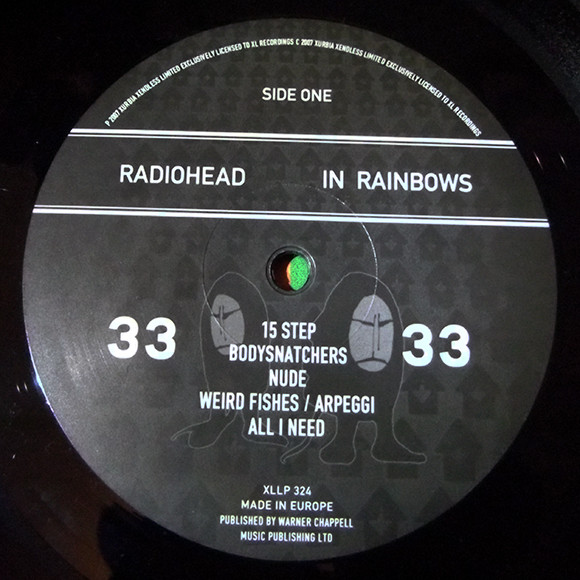 P 2007 XURBIA XENDLESS LIMITED EXCLUSIVELY LICENSED TO XL RECORDINGS C 2007 XURBIA XENDLESS LIMITED EXCLUSIVELY LICENSED TO XL RECORDINGS
SIDE ONE
RADIOHEAD IN RAINBOWS
33 33
15 STEP
BODYSNATCHERS
NUDE
WEIRD FISHES / ARPEGGI
ALL I NEED
XLLP 324
MADE IN EUROPE
PUBLISHED BY WARNER CHAPPELL
MUSIC PUBLISHING LTD